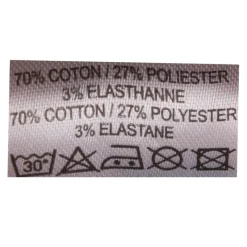 70% COTON / 27% POLIESTER
3% ELASTHANNE
70% COTTON / 27% POLYESTER
3% ELASTANE
30°